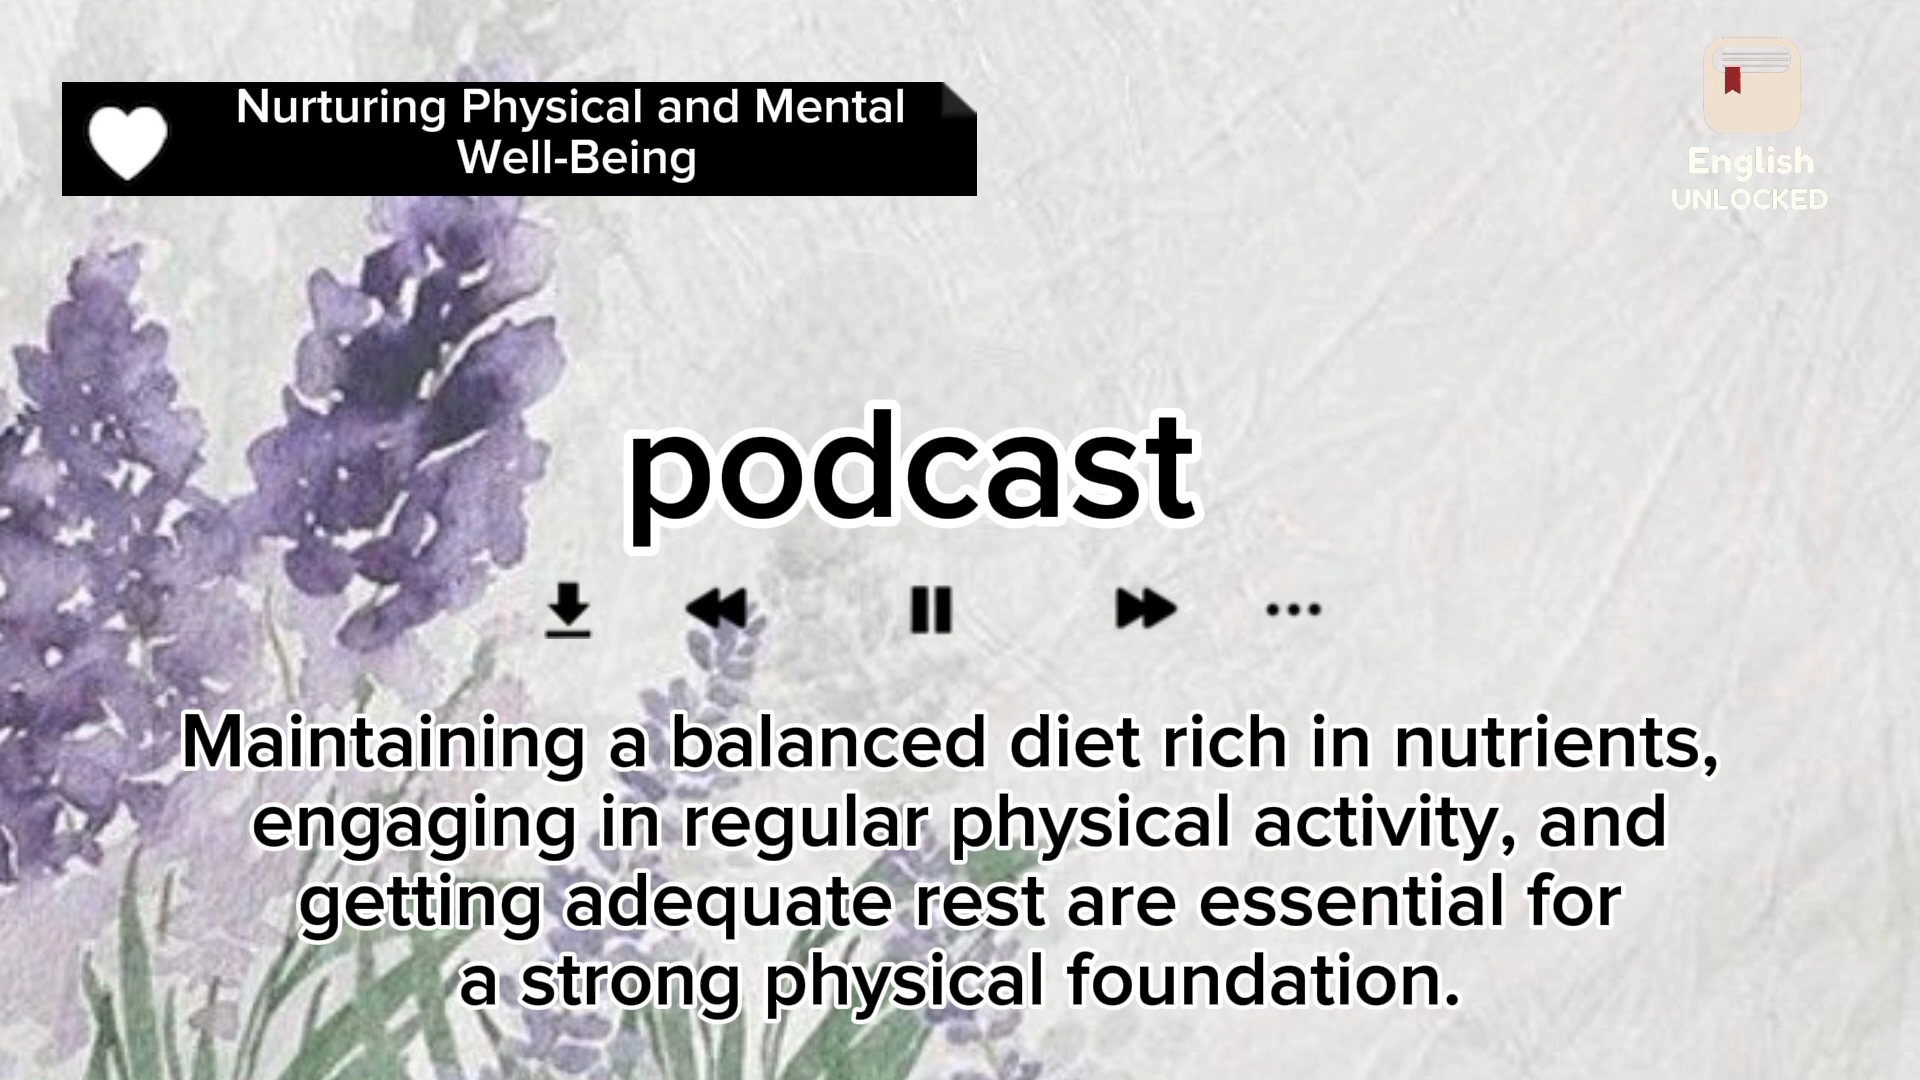 Nurturing Physical and Mental
Well-Being
English
UNLOCKED
podcast
Maintaining a balanced diet rich in nutrients,
engaging in regular physical activity, and
getting adequate rest are essential for
a strong physical foundation.